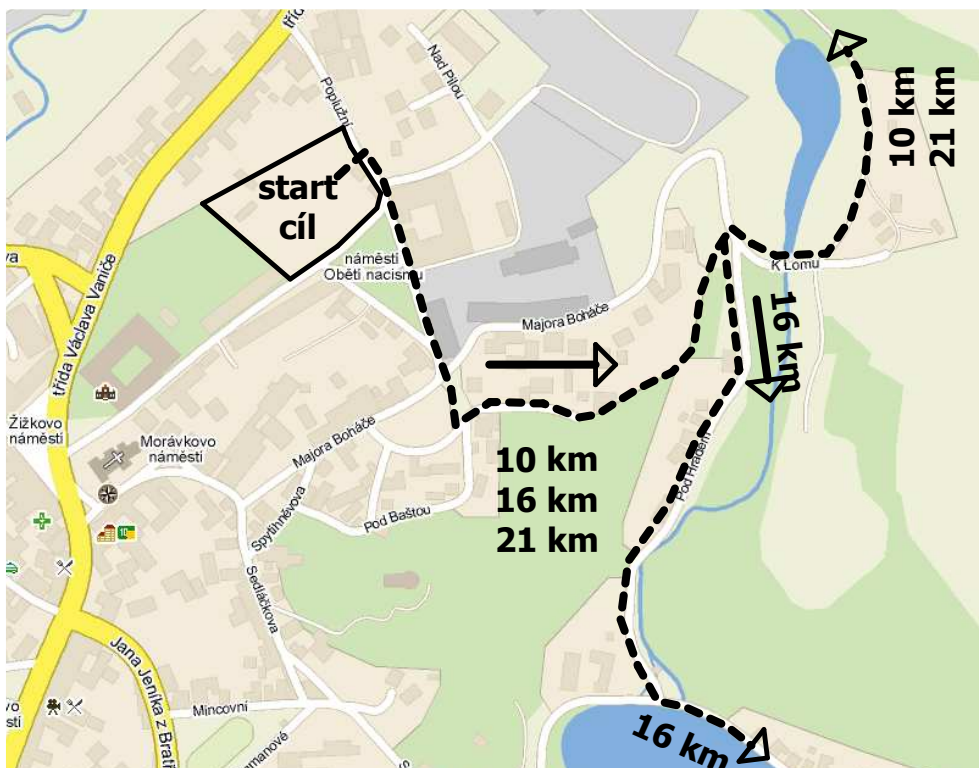 třída
Poplužní
Nad Pilou
10 km
21 km
start
cíl
náměstí
Obětí nacismu
K Lomu
třída Václava Vaniče
Majora Boháče
16 km
Žižkovo
náměstí
Morávkovo
náměstí
Majora Boháče
10 km
16 km
21 km
Pod Hradem
Spytihněvova
Pod Baštou
Sedláčkova
Jana Jeníka z Bratř
Mincovní
16 km